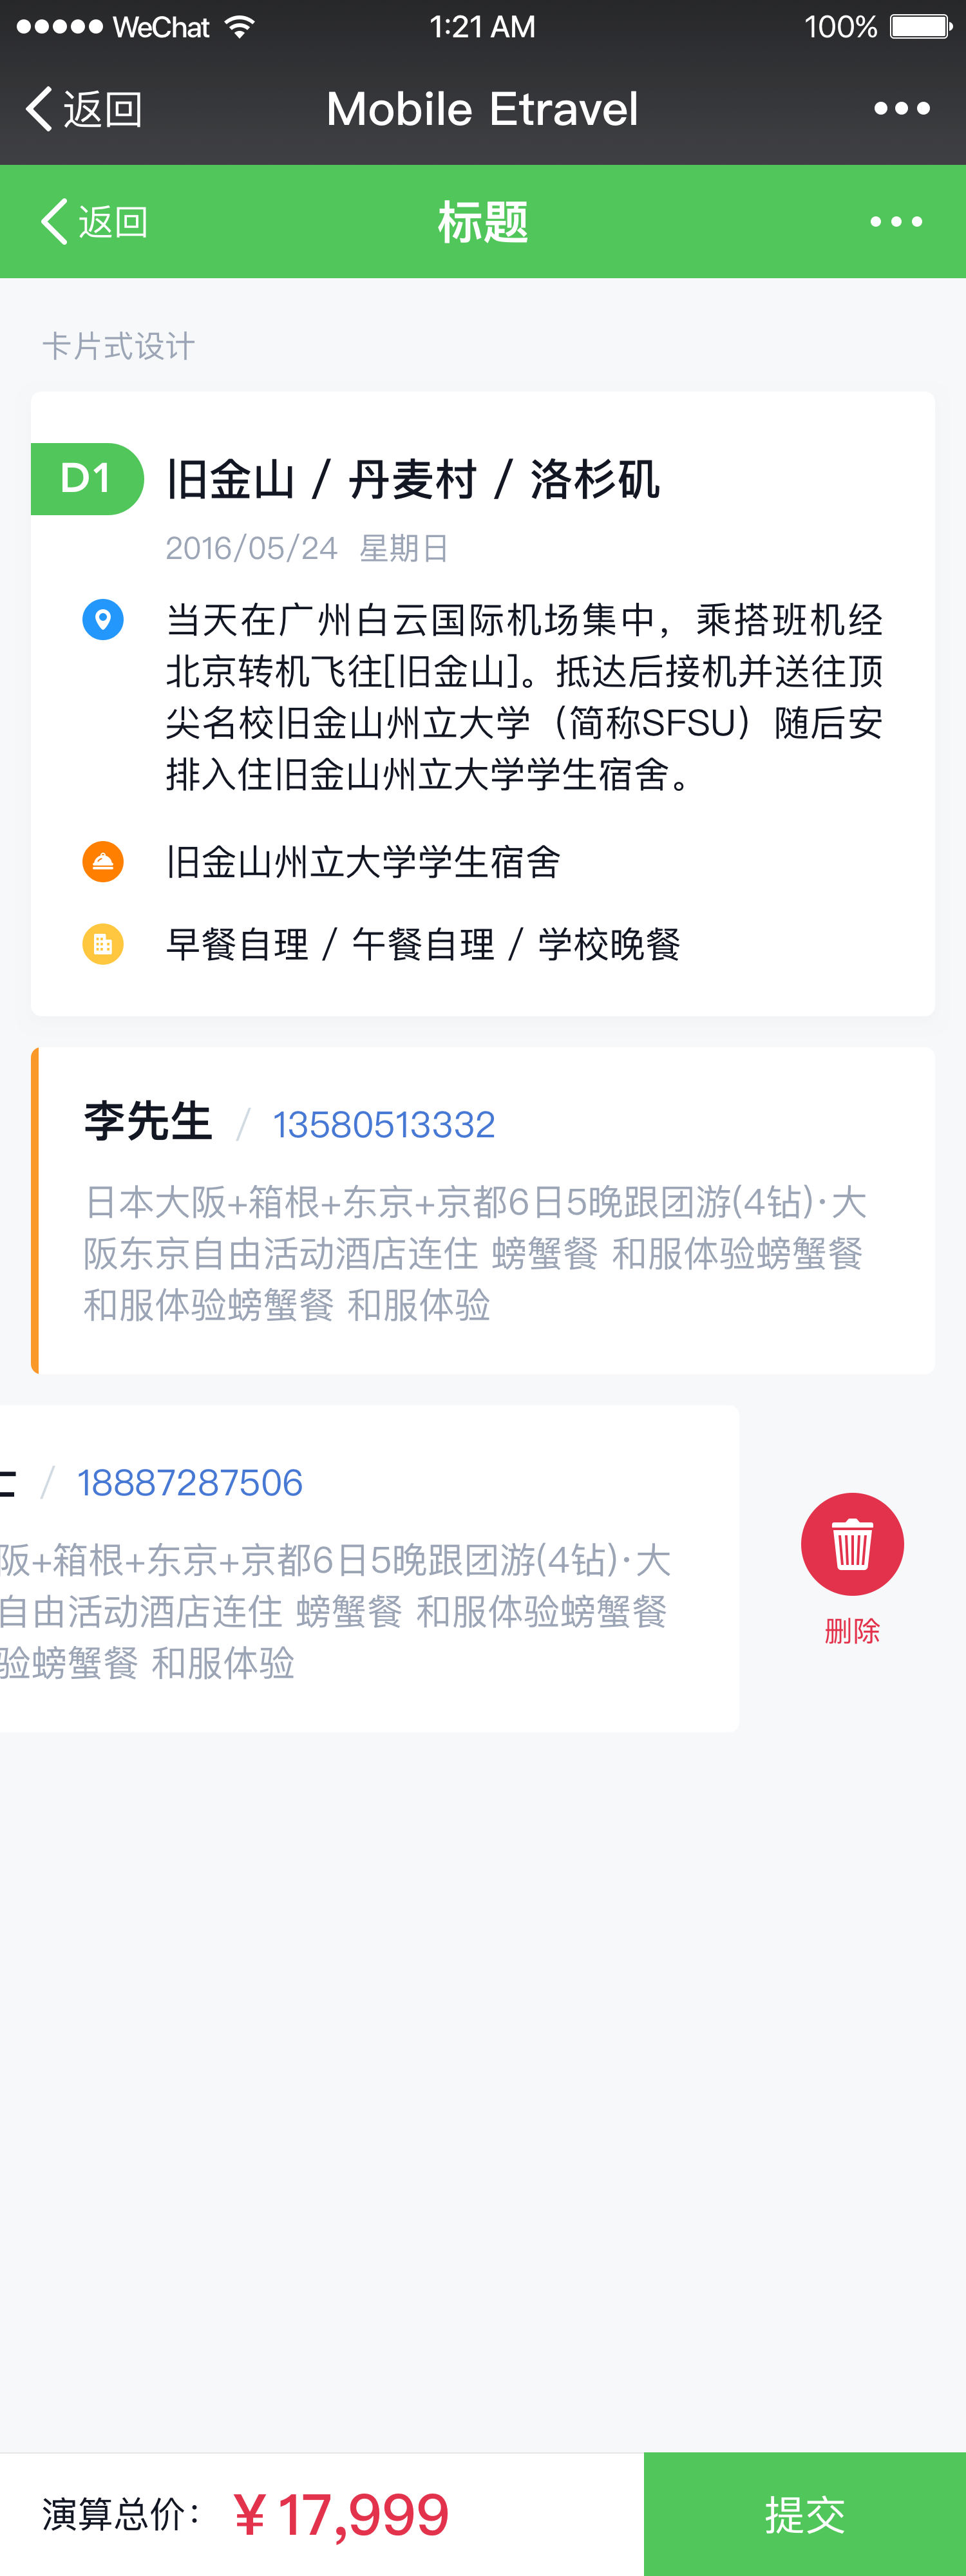 WeChat 1:21 AM 100%
返回 Mobile Etravel
返回 标题
卡片式设计
D1 旧金山 / 丹麦村 / 洛杉矶
2016/05/24 星期日
当天在广州白云国际机场集中，乘搭班机经
北京转机飞往[旧金山]。抵达后接机并送往顶
尖名校旧金山州立大学（简称SFSU）随后安
排入住旧金山州立大学学生宿舍。
旧金山州立大学学生宿舍
早餐自理 / 午餐自理 / 学校晚餐
李先生 / 13580513332
日本大阪+箱根+东京+京都6日5晚跟团游(4钻)·大
阪东京自由活动酒店连住 螃蟹餐 和服体验螃蟹餐
和服体验螃蟹餐 和服体验
/ 18887287506
阪+箱根+东京+京都6日5晚跟团游(4钻)·大
自由活动酒店连住 螃蟹餐 和服体验螃蟹餐
验螃蟹餐 和服体验
删除
演算总价： ¥ 17,999 提交